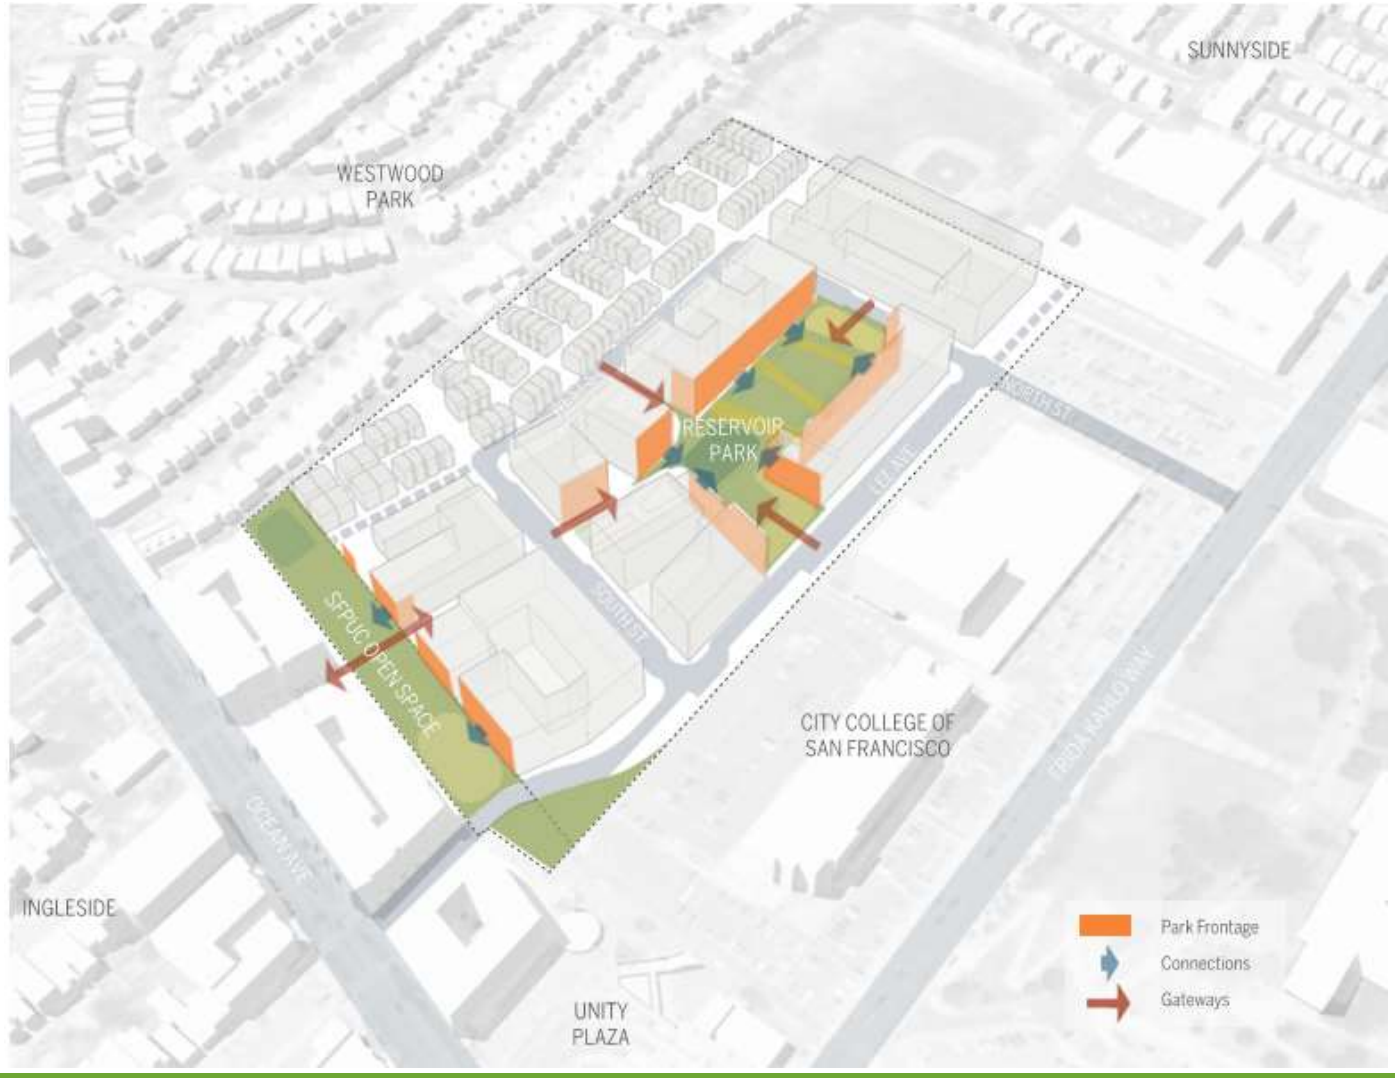 SUNNYSIDE
WESTWOOD
PARK
NORTH ST
RESERVOIR
PARK
LEE AVE
SOUTH ST
SFPUC OPEN SPACE
CITY COLLEGE OF
SAN FRANCISCO
FRIDA KAHLO WAY
OCEAN AVE
INGLESIDE
UNITY
PLAZA
Park Frontage
Connections
Gateways